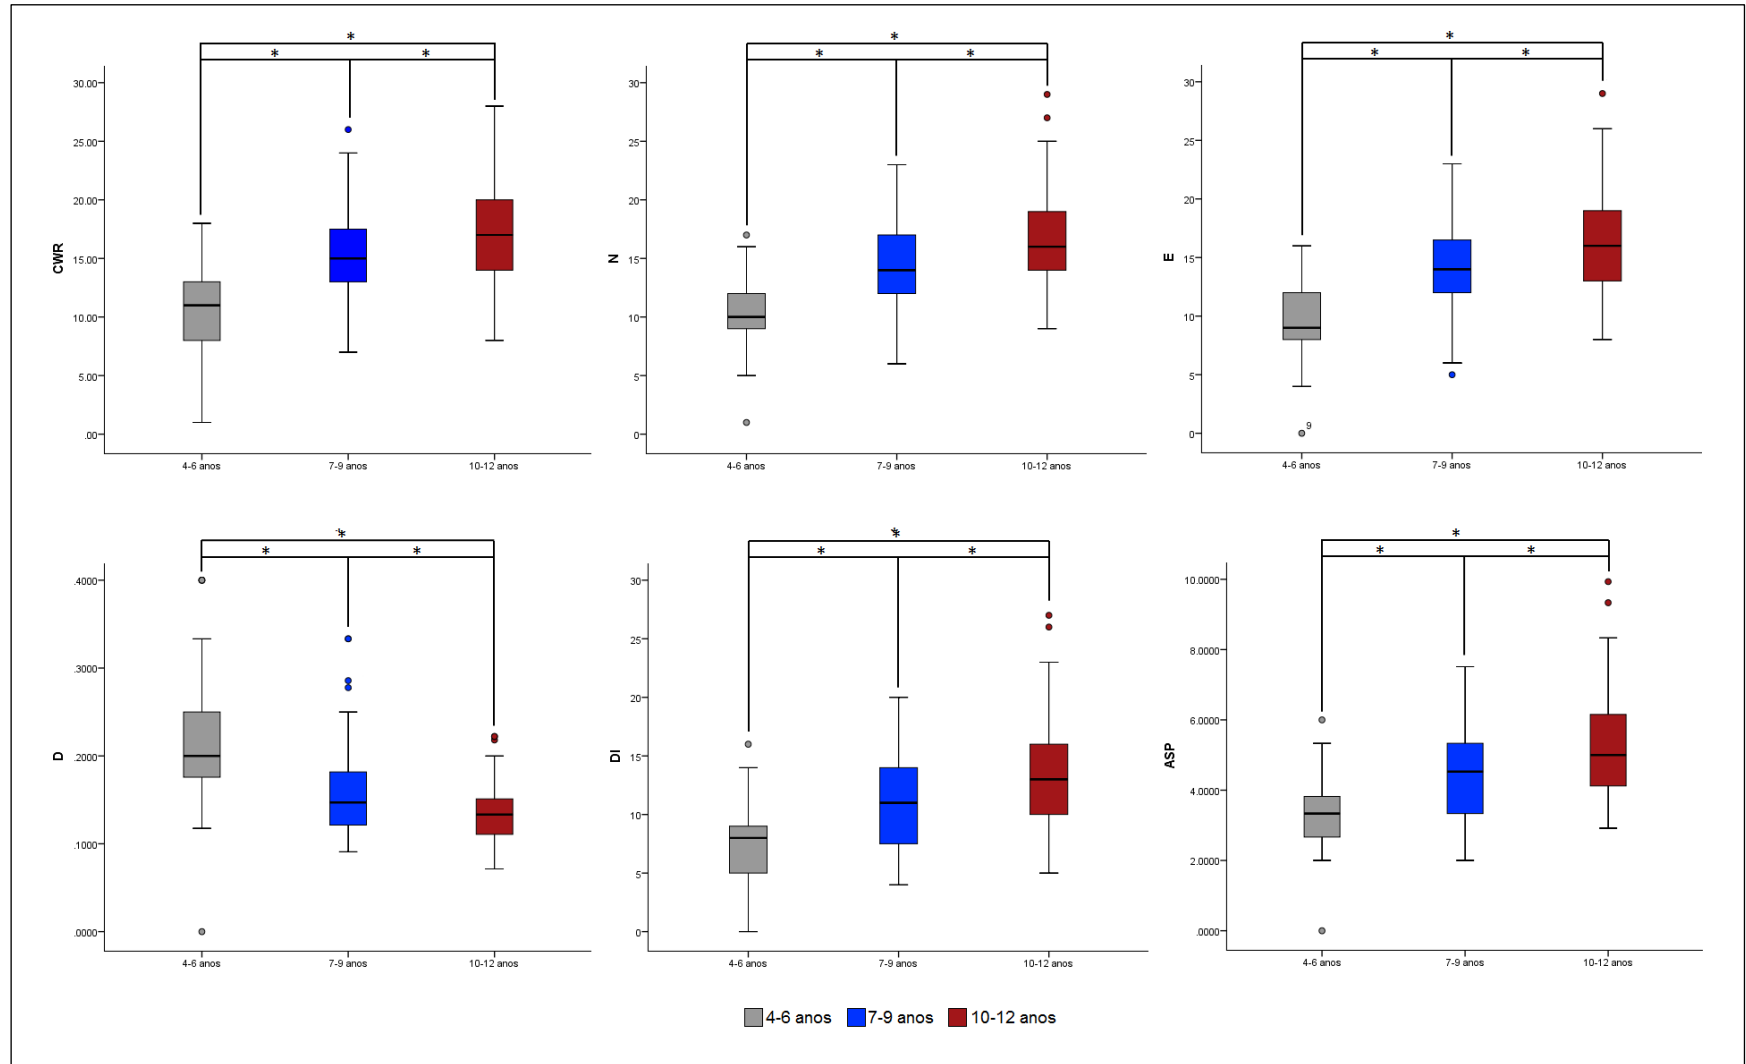 * * *
* * * * * *
30.00 30 30
25.00 25 25
20.00 20 20
CWR 15.00 N 15 E 15
10.00 10 10
5.00 5 5
9
.00 0 0
4-6 anos 7-9 anos 10-12 anos 4-6 anos 7-9 anos 10-12 anos 4-6 anos 7-9 anos 10-12 anos
* * *
* * * * * *
.4000 30 10.0000
25
.3000 8.0000
20
D .2000 DI 15 ASP 6.0000
10 4.0000
.1000
5 2.0000
.0000 0 .0000
4-6 anos 7-9 anos 10-12 anos 4-6 anos 7-9 anos 10-12 anos 4-6 anos 7-9 anos 10-12 anos
4-6 anos 7-9 anos 10-12 anos